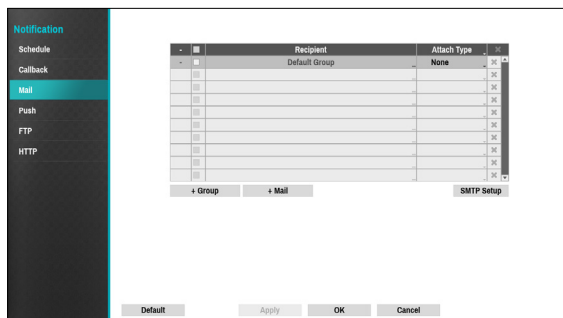 Notification
Schedule
Callback
Mail
Push
FTP
HTTP
- Recipient Attach Type
- Default Group None
+ Group + Mail SMTP Setup
Default Apply OK Cancel